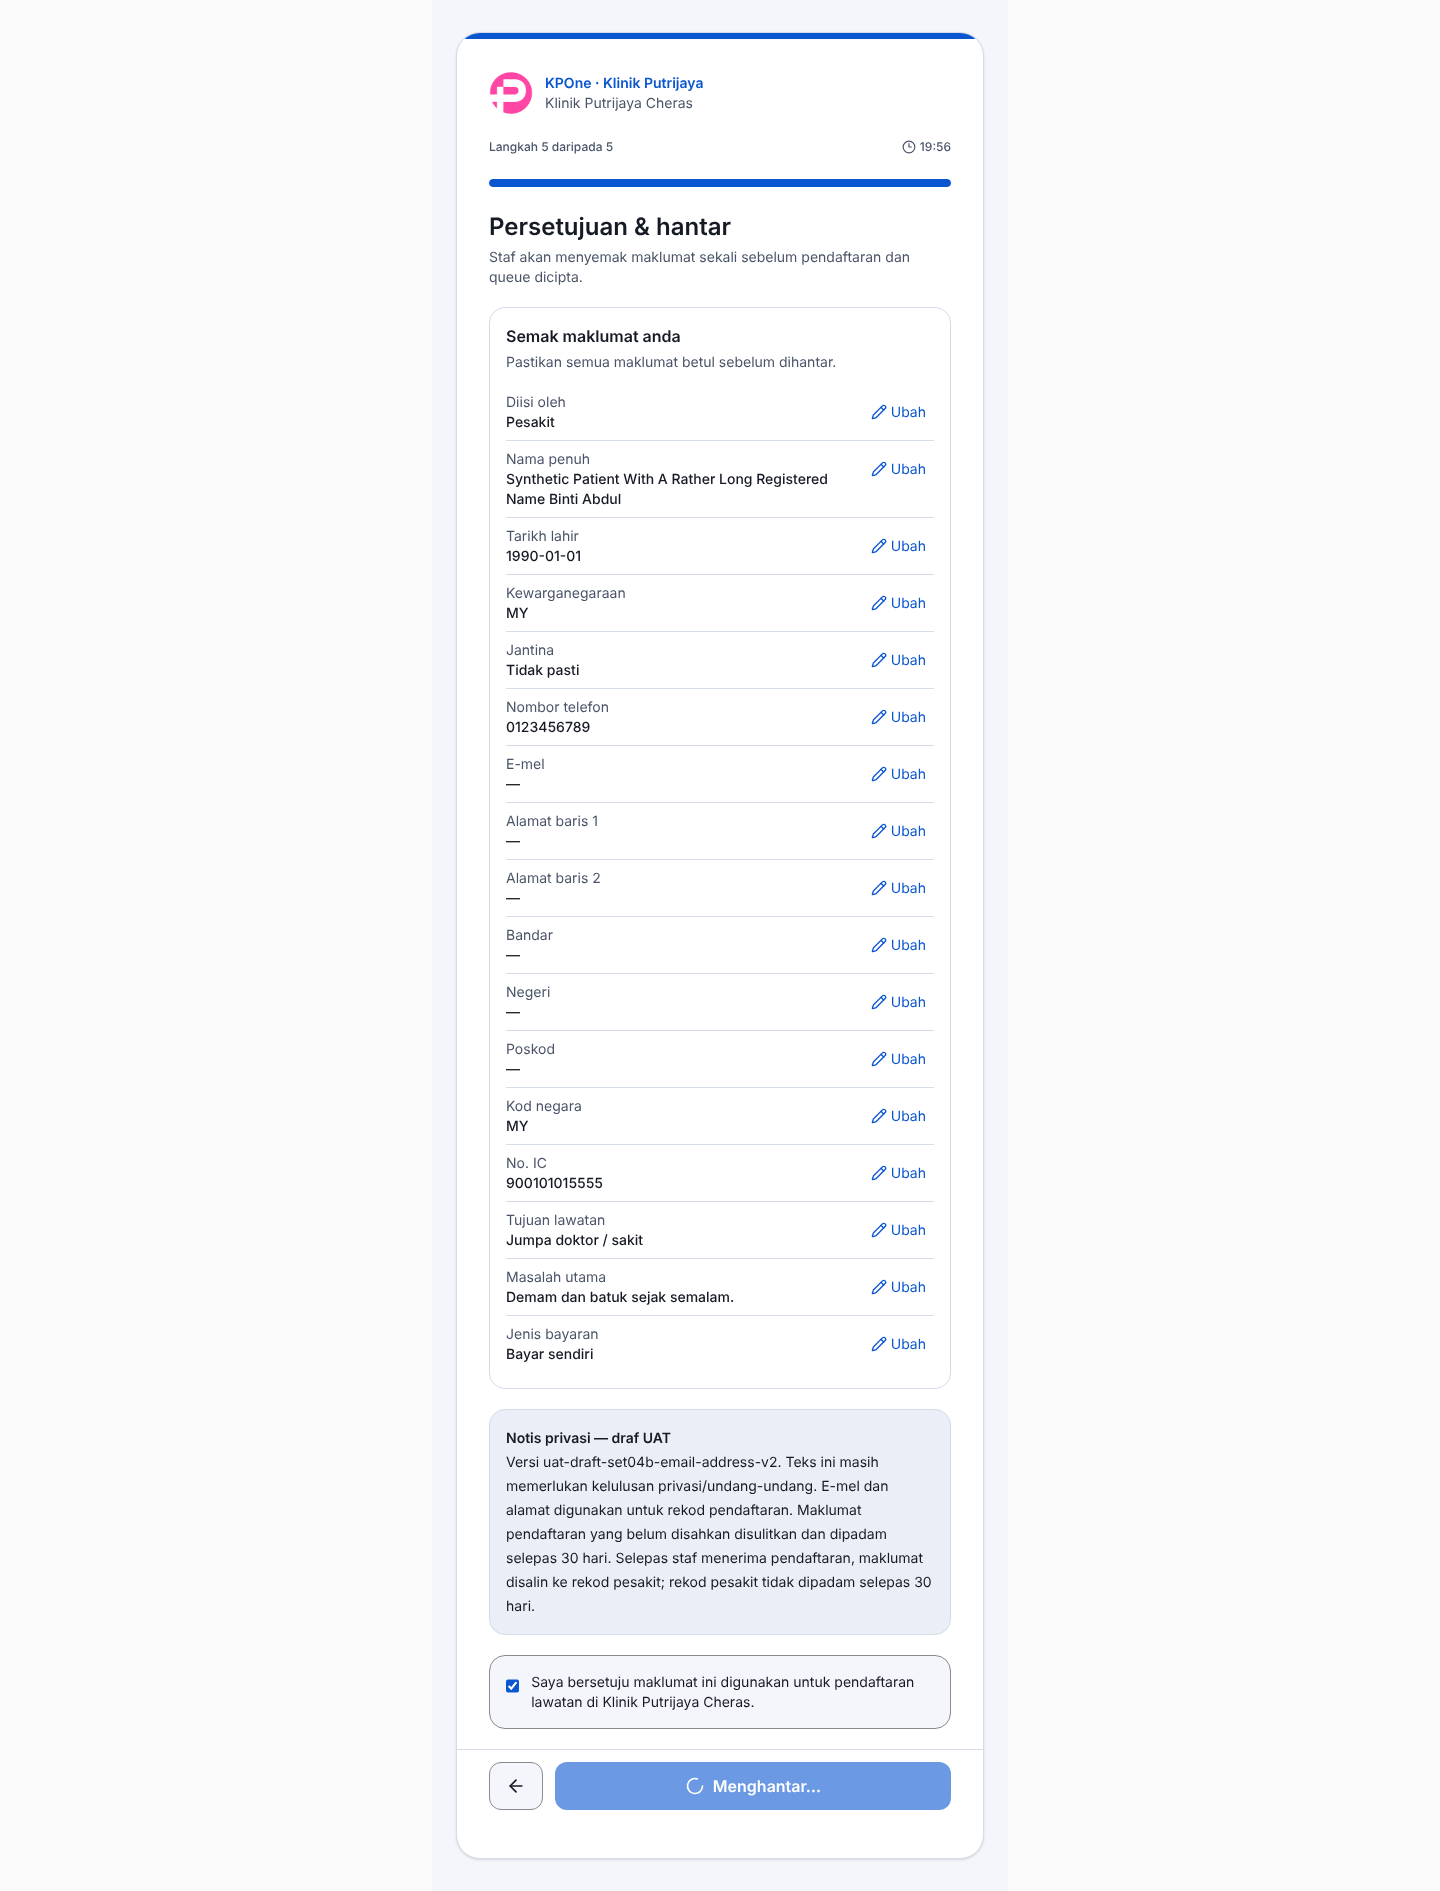 KPOne · Klinik Putrijaya
Klinik Putrijaya Cheras
Langkah 5 daripada 5
19:56
Persetujuan & hantar
Staf akan menyemak maklumat sekali sebelum pendaftaran dan
queue dicipta.
Semak maklumat anda
Pastikan semua maklumat betul sebelum dihantar.
Diisi oleh
Pesakit
Ubah
Nama penuh
Synthetic Patient With A Rather Long Registered
Name Binti Abdul
Ubah
Tarikh lahir
1990-01-01
Ubah
Kewarganegaraan
MY
Ubah
Jantina
Tidak pasti
Ubah
Nombor telefon
0123456789
Ubah
E-mel
—
Ubah
Alamat baris 1
—
Ubah
Alamat baris 2
—
Ubah
Bandar
—
Ubah
Negeri
—
Ubah
Poskod
—
Ubah
Kod negara
MY
Ubah
No. IC
900101015555
Ubah
Tujuan lawatan
Jumpa doktor / sakit
Ubah
Masalah utama
Demam dan batuk sejak semalam.
Ubah
Jenis bayaran
Bayar sendiri
Ubah
Notis privasi — draf UAT
Versi uat-draft-set04b-email-address-v2. Teks ini masih
memerlukan kelulusan privasi/undang-undang. E-mel dan
alamat digunakan untuk rekod pendaftaran. Maklumat
pendaftaran yang belum disahkan disulitkan dan dipadam
selepas 30 hari. Selepas staf menerima pendaftaran, maklumat
disalin ke rekod pesakit; rekod pesakit tidak dipadam selepas 30
hari.
Saya bersetuju maklumat ini digunakan untuk pendaftaran
lawatan di Klinik Putrijaya Cheras.
Menghantar...